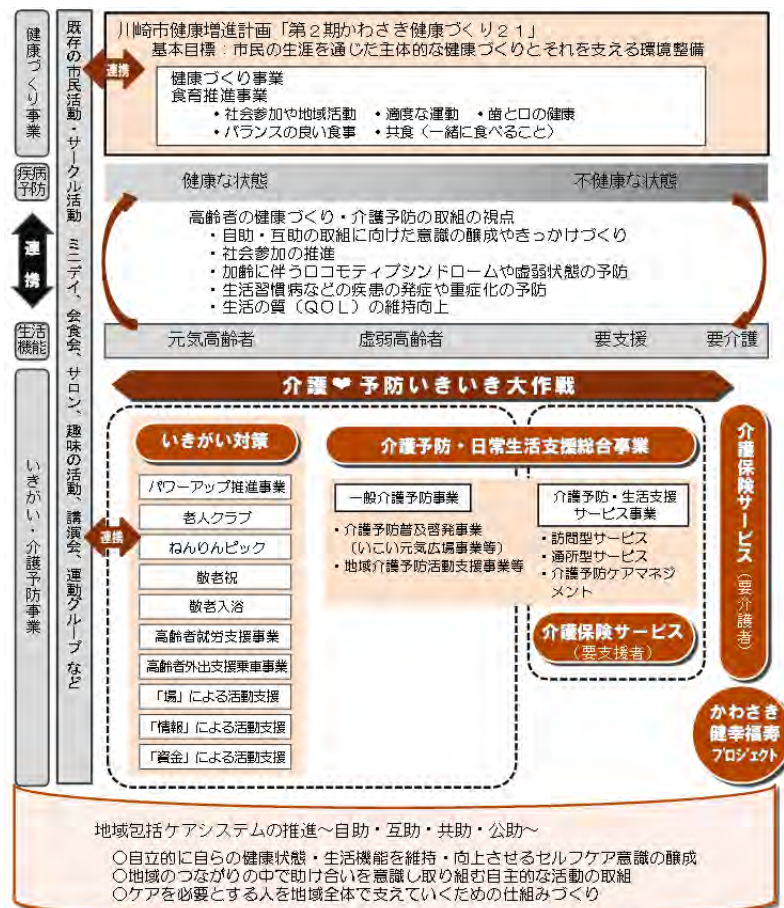 健康づくり事業
疾病
予防
連携
生活
機能
いきがい・介護予防事業
既存の市民活動・サークル活動 ミニデイ、会食会、サロン、趣味の活動、講演会、運動グループ など
川崎市健康増進計画「第２期かわさき健康づくり２１」
基本目標：市民の生涯を通じた主体的な健康づくりとそれを支える環境整備
連携
健康づくり事業
食育推進事業
・社会参加や地域活動 ・適度な運動 ・歯と口の健康
・バランスの良い食事 ・共食（一緒に食べること）
健康な状態 不健康な状態
高齢者の健康づくり・介護予防の取組の視点
・自助・互助の取組に向けた意識の醸成やきっかけづくり
・社会参加の推進
・加齢に伴うロコモティブシンドロームや虚弱状態の予防
・生活習慣病などの疾患の発症や重症化の予防
・生活の質（QOL）の維持向上
元気高齢者 虚弱高齢者 要支援 要介護
介護❤予防いきいき大作戦
いきがい対策
パワーアップ推進事業
老人クラブ
連携
ねんりんピック
敬老祝
敬老入浴
高齢者就労支援事業
高齢者外出支援乗車事業
「場」による活動支援
「情報」による活動支援
「資金」による活動支援
介護予防・日常生活支援総合事業
一般介護予防事業
・介護予防普及啓発事業
（いこい元気広場事業等）
・地域介護予防活動支援事業等
介護予防・生活支援
サービス事業
・訪問型サービス
・通所型サービス
・介護予防ケアマネジ
メント
介護保険サービス
（要支援者）
介護保険サービス（要介護者）
かわさき
健幸福寿
プロジェクト
地域包括ケアシステムの推進～自助・互助・共助・公助～
○自立的に自らの健康状態・生活機能を維持・向上させるセルフケア意識の醸成
○地域のつながりの中で助け合いを意識し取り組む自主的な活動の取組
○ケアを必要とする人を地域全体で支えていくための仕組みづくり